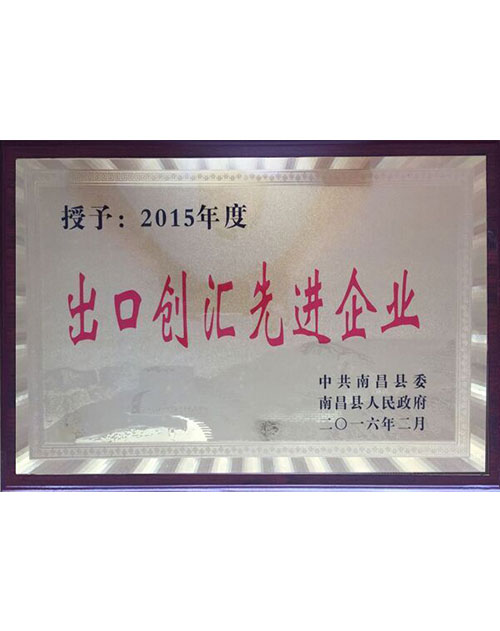 授予：2015年度
出口创汇先进企业
中共南昌县委
南昌县人民政府
二〇一六年二月